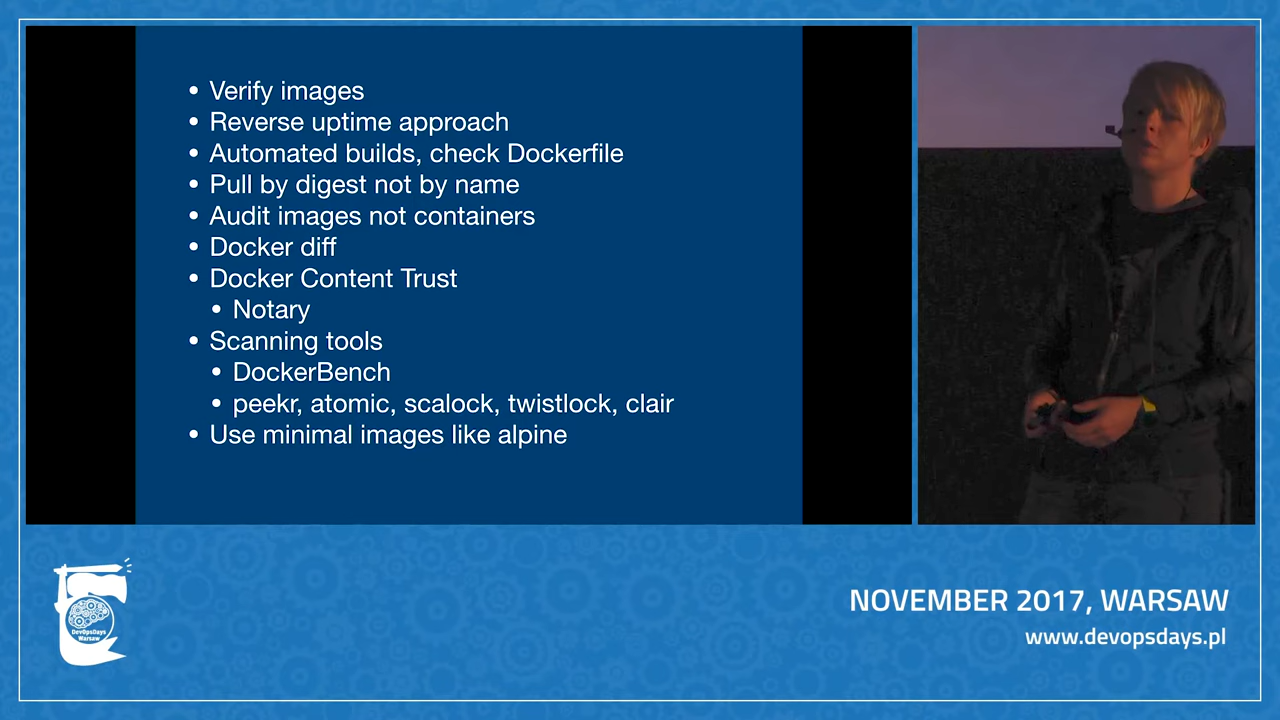 • Verify images
• Reverse uptime approach
• Automated builds, check Dockerfile
• Pull by digest not by name
• Audit images not containers
• Docker diff
• Docker Content Trust
• Notary
• Scanning tools
• DockerBench
• peekr, atomic, scalock, twistlock, clair
• Use minimal images like alpine
DevOpsDays
Warsaw
NOVEMBER 2017, WARSAW
www.devopsdays.pl